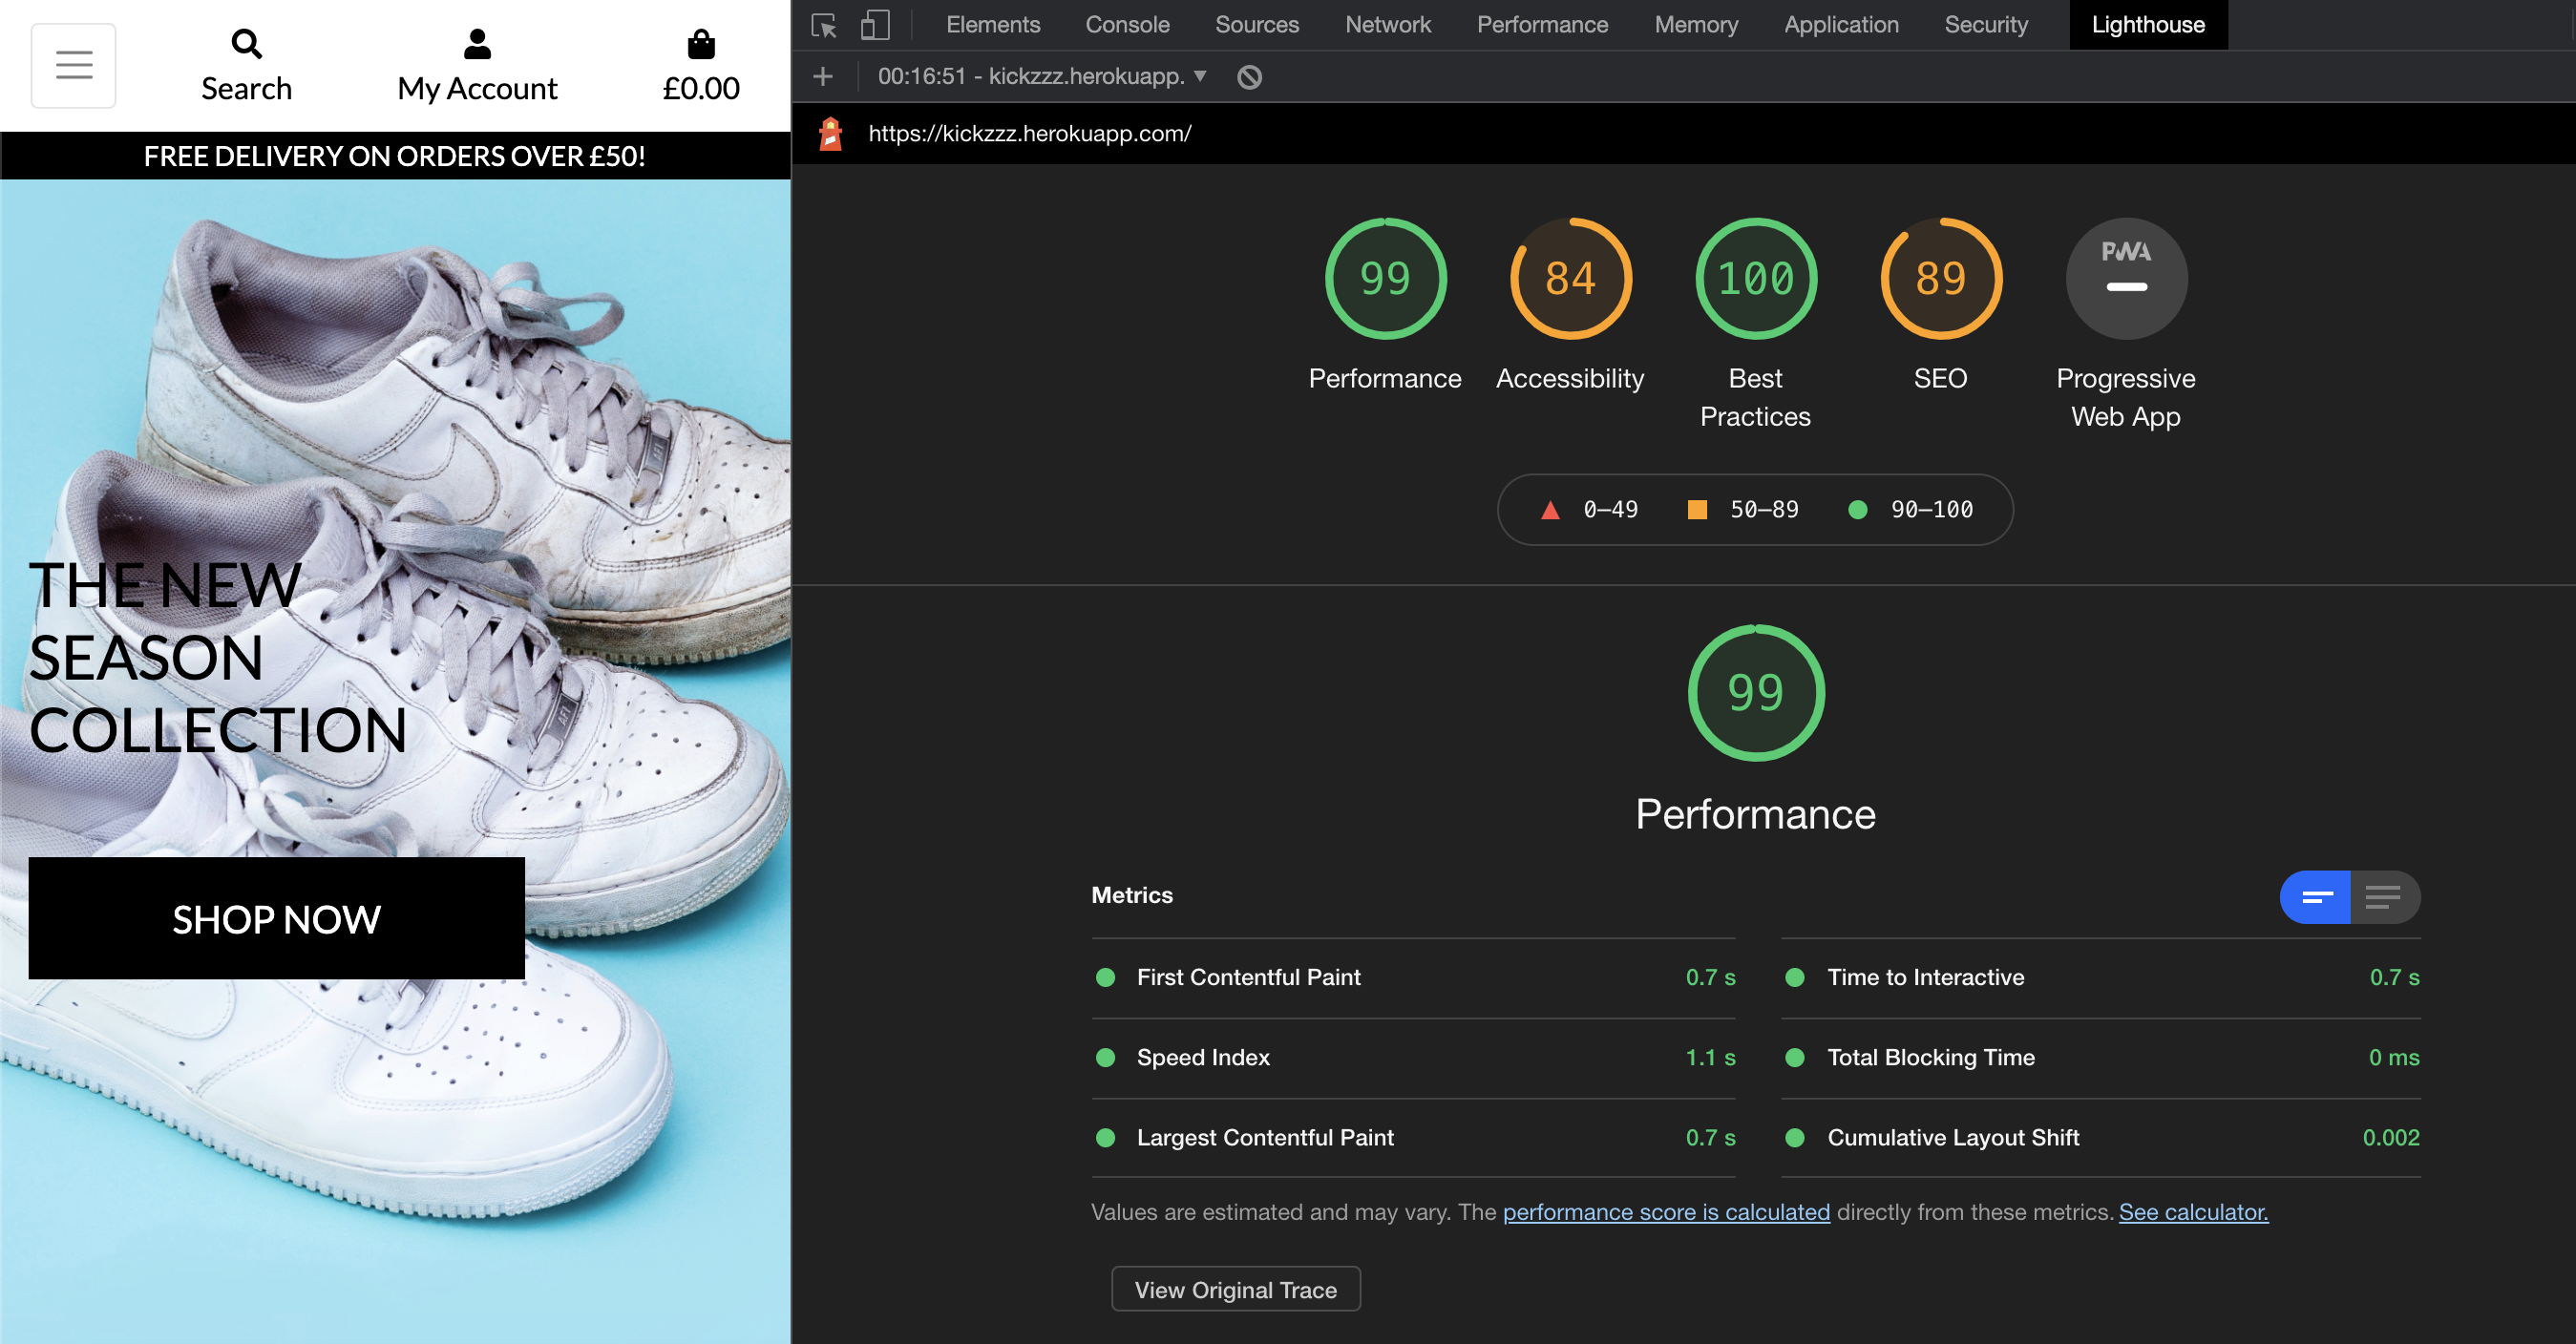 Search
My Account
£0.00
FREE DELIVERY ON ORDERS OVER £50!
THE NEW
SEASON
COLLECTION
SHOP NOW
Elements Console Sources Network Performance Memory Application Security Lighthouse
00:16:51 - kickzzz.herokuapp.
https://kickzzz.herokuapp.com/
99 84 100 89 PWA
Performance Accessibility Best Practices SEO Progressive Web App
0–49 50–89 90–100
99
Performance
Metrics
First Contentful Paint 0.7 s
Time to Interactive 0.7 s
Speed Index 1.1 s
Total Blocking Time 0 ms
Largest Contentful Paint 0.7 s
Cumulative Layout Shift 0.002
Values are estimated and may vary. The performance score is calculated directly from these metrics. See calculator.
View Original Trace